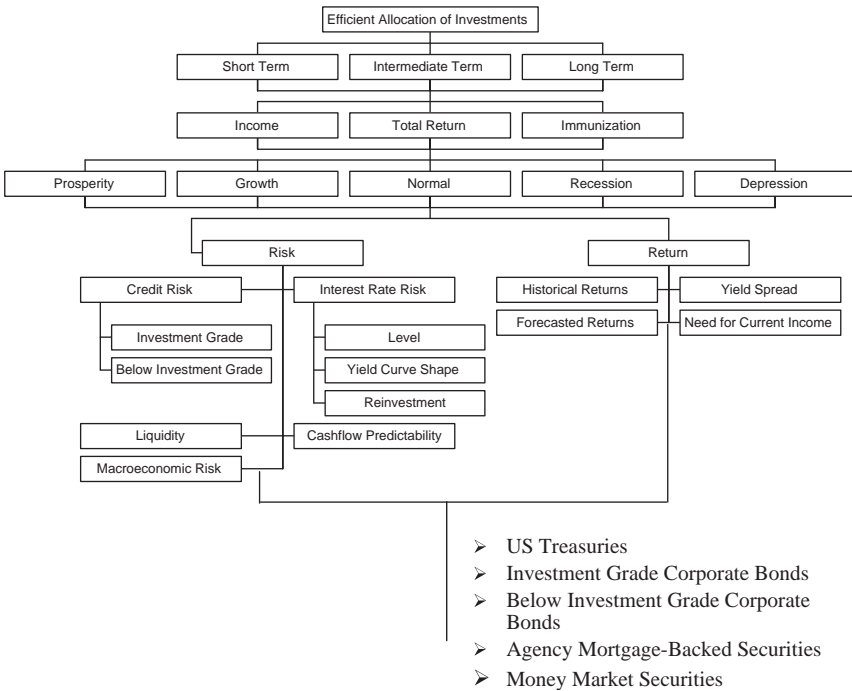 Efficient Allocation of Investments
Short Term
Intermediate Term
Long Term
Income
Total Return
Immunization
Prosperity
Growth
Normal
Recession
Depression
Risk
Return
Credit Risk
Interest Rate Risk
Historical Returns
Yield Spread
Forecasted Returns
Need for Current Income
Investment Grade
Level
Below Investment Grade
Yield Curve Shape
Reinvestment
Liquidity
Cashflow Predictability
Macroeconomic Risk
➢ US Treasuries
➢ Investment Grade Corporate Bonds
➢ Below Investment Grade Corporate
Bonds
➢ Agency Mortgage-Backed Securities
➢ Money Market Securities